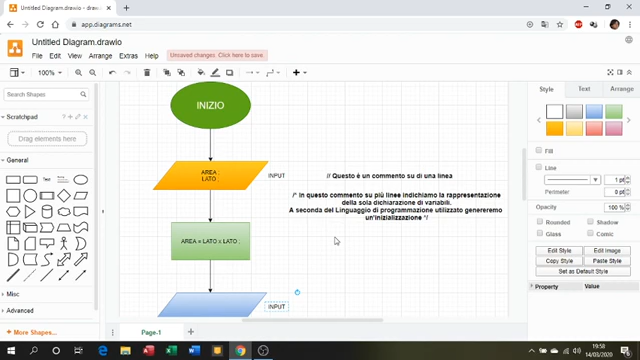 Untitled Diagram.drawio
app.diagrams.net
Untitled Diagram.drawio
File Edit View Arrange Extras Help
Unsaved changes. Click here to save.
100%
Search Shapes
Scratchpad
Drag elements here
General
Misc
Advanced
+ More Shapes...
INIZIO
AREA ;
LATO ;
INPUT
// Questo è un commento su di una linea
/* In questo commento su più linee indichiamo la rappresentazione
della sola dichiarazione di variabili.
A seconda del Linguaggio di programmazione utilizzato genereremo
un'inizializzazione */
AREA = LATO x LATO ;
INPUT
Page-1
Style Text Arrange
Fill
Line
1 pt
Perimeter 0 pt
Opacity 100 %
Rounded Shadow
Glass Comic
Edit Style Edit Image
Copy Style Paste Style
Set as Default Style
Property Value
19:58
14/03/2020